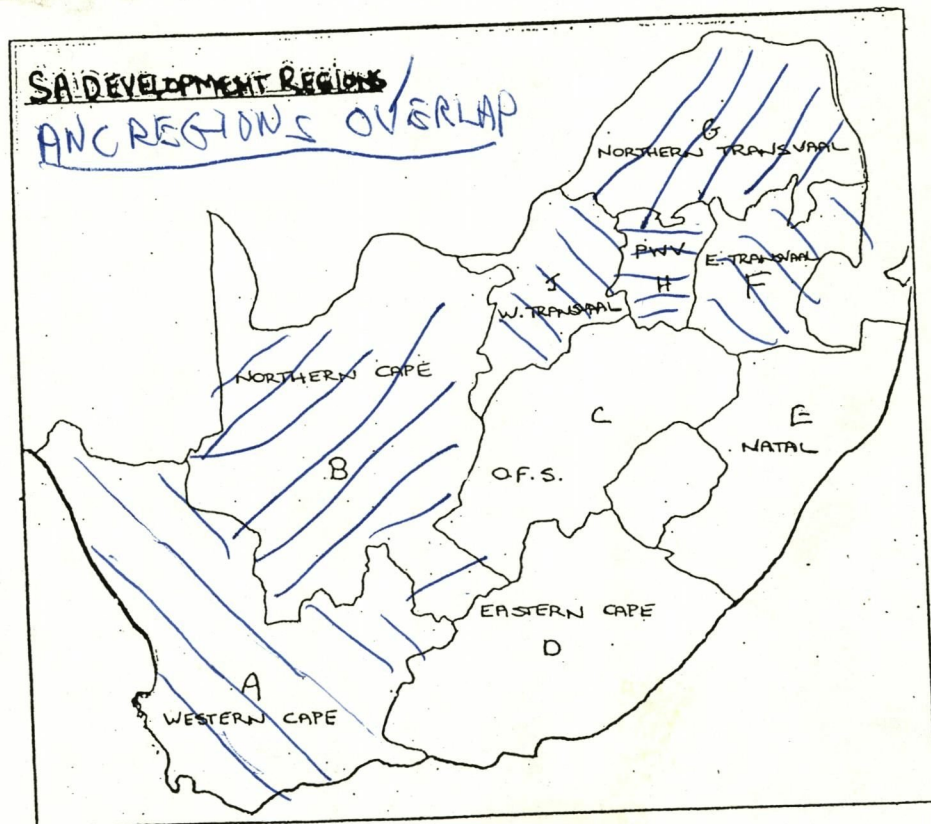 SA DEVELOPMENT REGIONS
ANC REGIONS OVERLAP
G
NORTHERN TRANSVAAL
PWV
H
E. TRANSVAAL
F
J
W. TRANSVAAL
NORTHERN CAPE
B
C
O.F.S.
E
NATAL
EASTERN CAPE
D
A
WESTERN CAPE